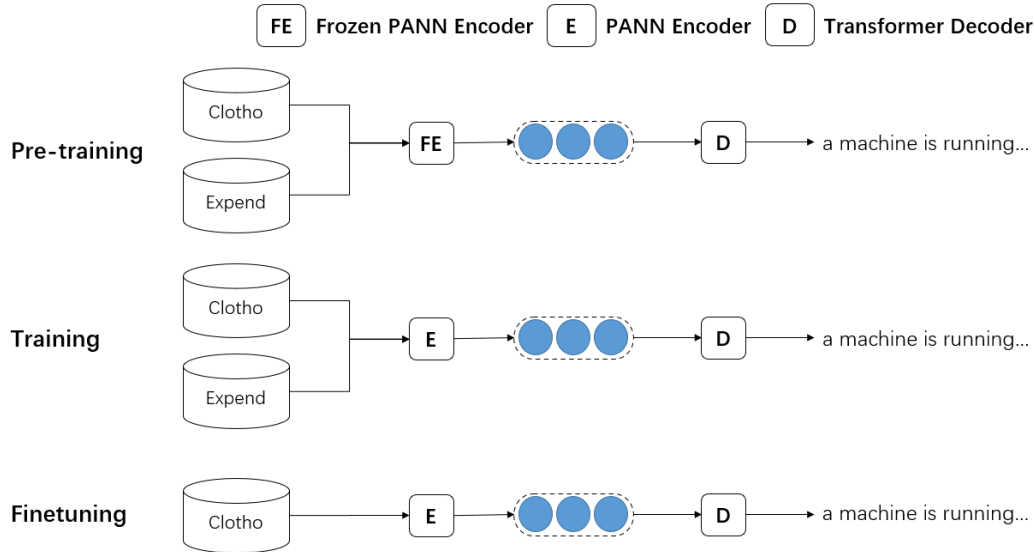 FE Frozen PANN Encoder E PANN Encoder D Transformer Decoder
Clotho
Pre-training FE D a machine is running...
Expend
Clotho
Training E D a machine is running...
Expend
Finetuning Clotho E D a machine is running...